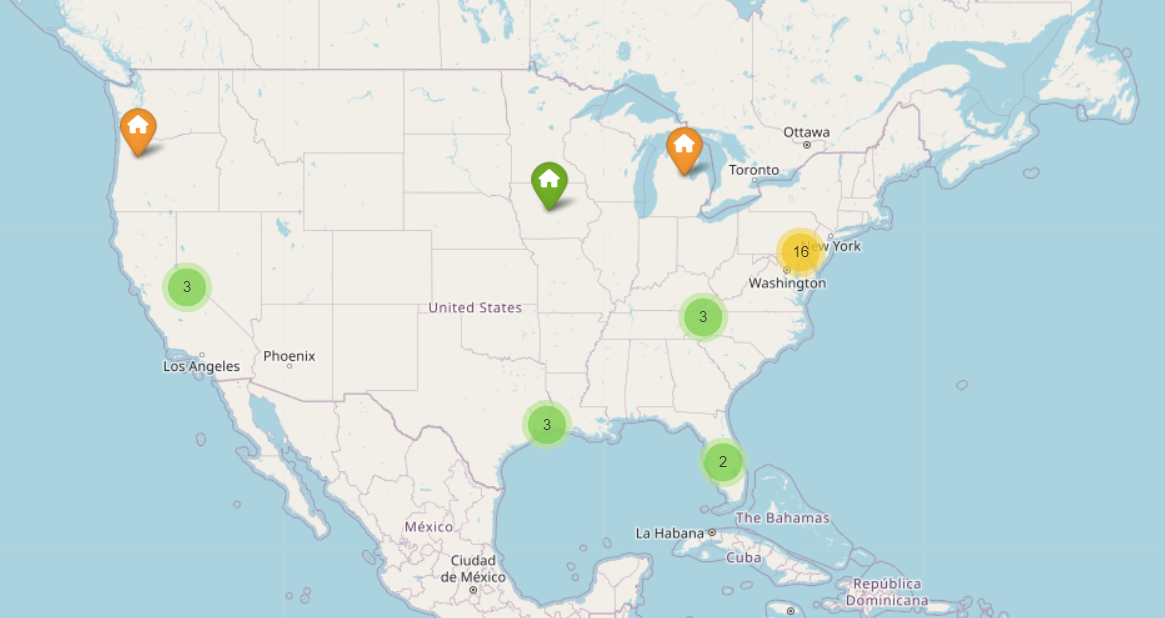 Ottawa
Toronto
16
New York
Washington
3
United States
3
Los Angeles
Phoenix
3
2
México
The Bahamas
La Habana
Cuba
Ciudad
de México
República
Dominicana